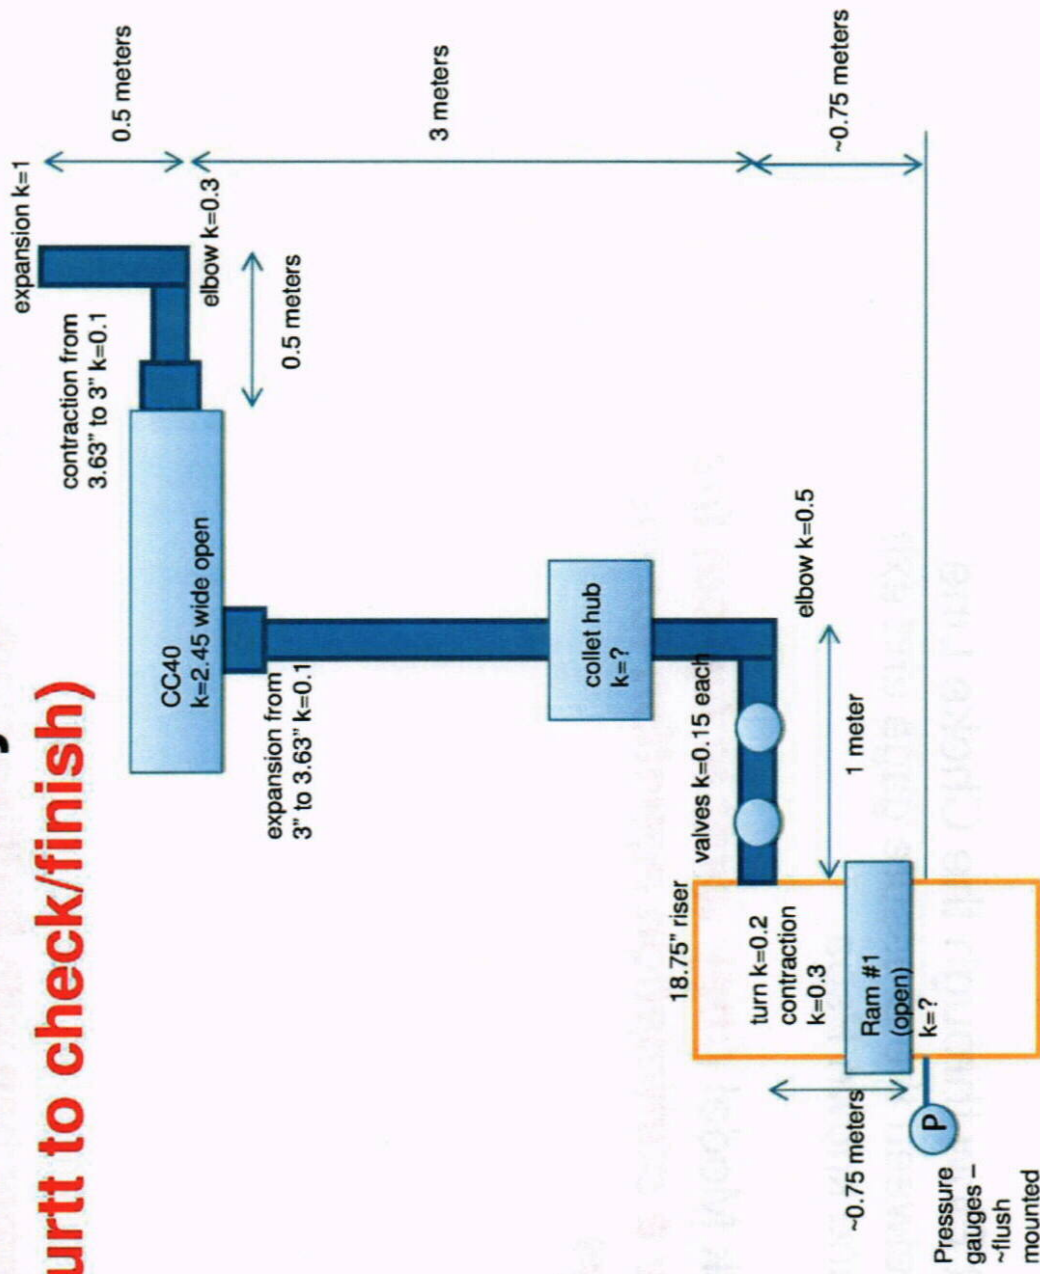 urtt to check/finish)
expansion k=1
0.5 meters
contraction from
3.63" to 3" k=0.1
elbow k=0.3
0.5 meters
CC40
k=2.45 wide open
expansion from
3" to 3.63" k=0.1
3 meters
collet hub
k=?
elbow k=0.5
valves k=0.15 each
1 meter
18.75" riser
turn k=0.2
contraction
k=0.3
~0.75 meters
Ram #1
(open)
k=?
~0.75 meters
P
Pressure
gauges –
~flush
mounted